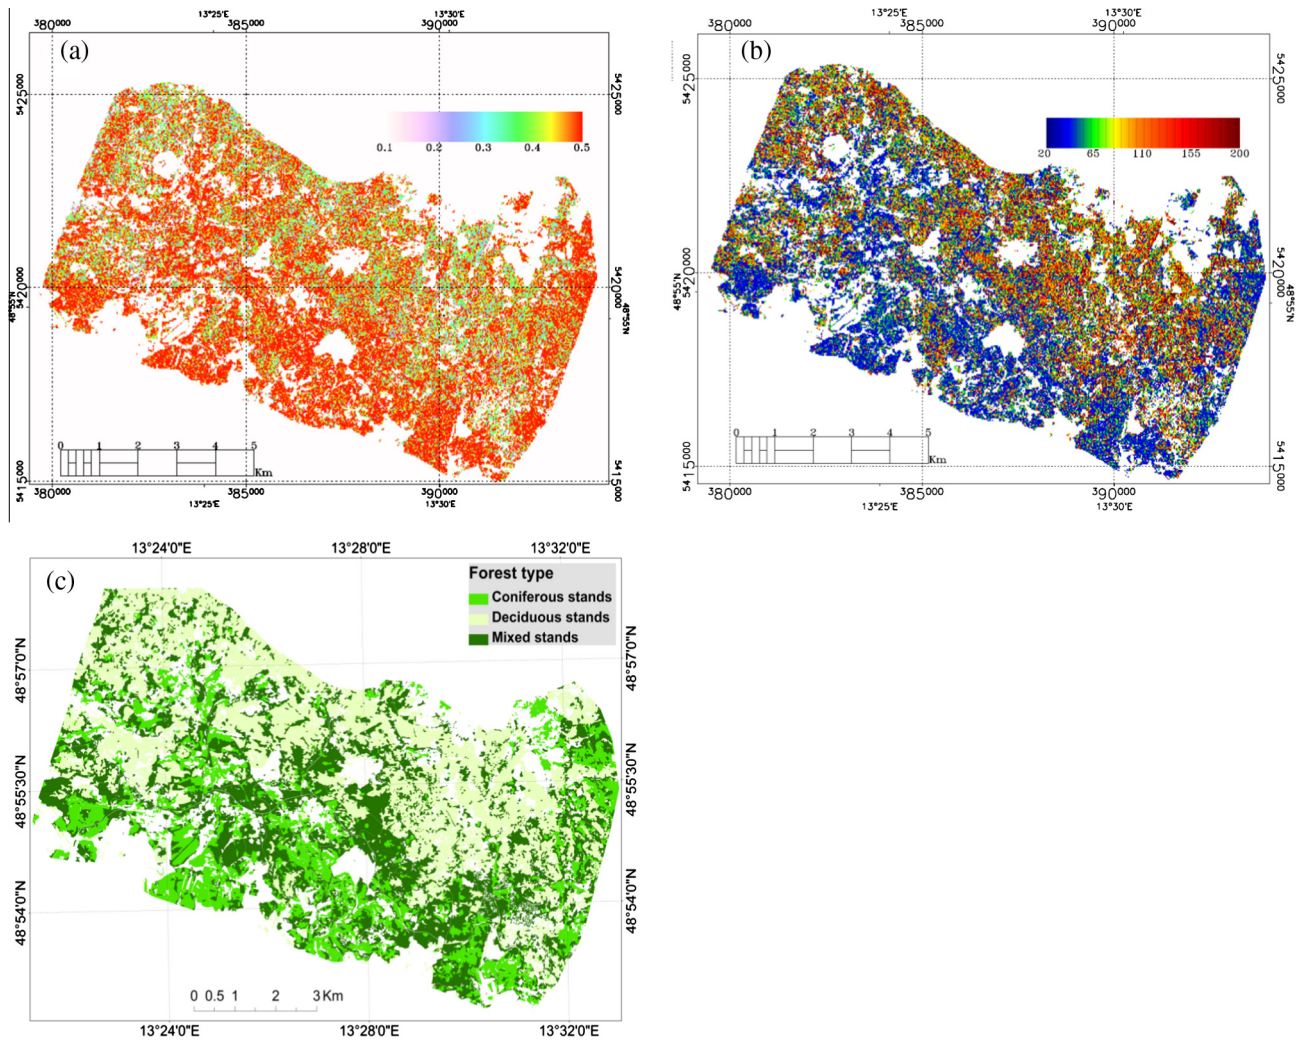 13°25'E 13°30'E
380000 385000 390000
(a)
5425000
0.1 0.2 0.3 0.4 0.5
5420000
48°55'N
5420000
48°55'N
0 1 2 3 4 5
Km
5415000
380000 385000 390000
13°25'E 13°30'E
13°25'E 13°30'E
380000 385000 390000
(b)
5425000
20 65 110 155 200
5420000
48°55'N
5420000
48°55'N
0 1 2 3 4 5
Km
5415000
380000 385000 390000
13°25'E 13°30'E
13°24'0"E 13°28'0"E 13°32'0"E
(c)
Forest type
Coniferous stands
Deciduous stands
Mixed stands
48°57'0"N 48°57'0"N
48°55'30"N 48°55'30"N
48°54'0"N 48°54'0"N
0 0.5 1 2 3 Km
13°24'0"E 13°28'0"E 13°32'0"E